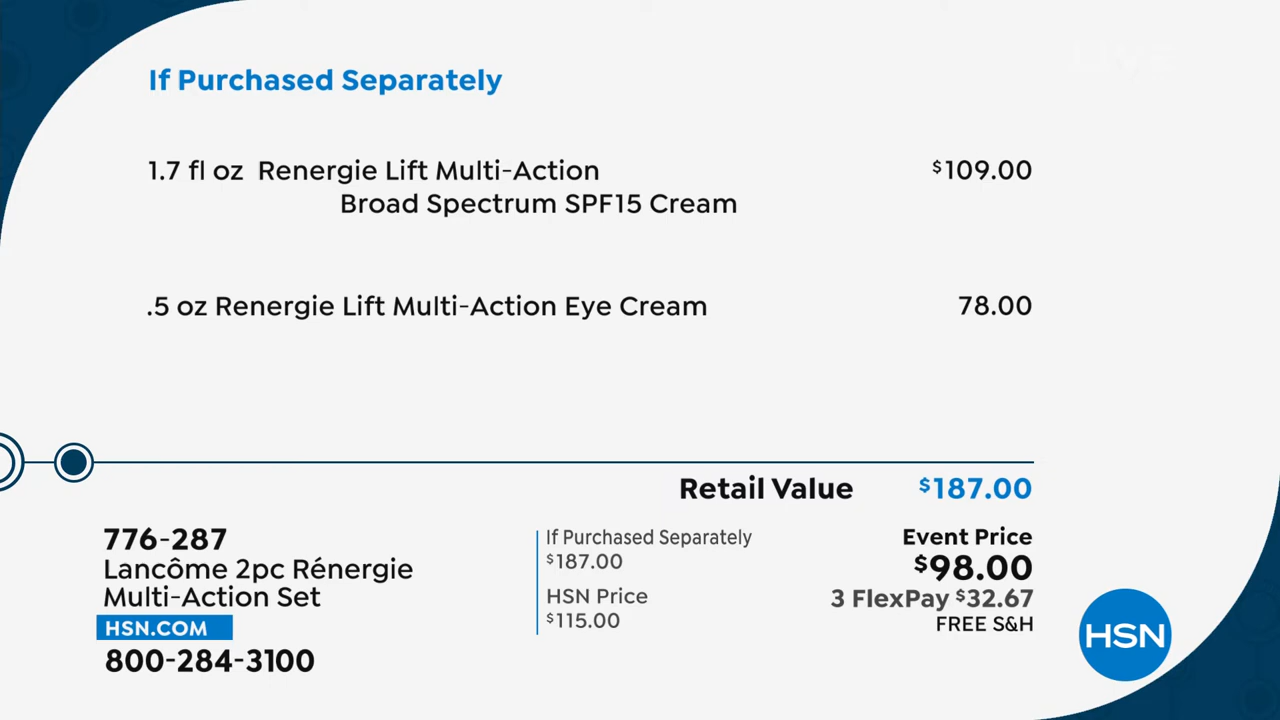 If Purchased Separately
1.7 fl oz Renergie Lift Multi-Action $109.00
Broad Spectrum SPF15 Cream
.5 oz Renergie Lift Multi-Action Eye Cream 78.00
Retail Value $187.00
776-287
Lancôme 2pc Rénergie
Multi-Action Set
HSN.COM
800-284-3100
If Purchased Separately
$187.00
HSN Price
$115.00
Event Price
$98.00
3 FlexPay $32.67
FREE S&H
HSN